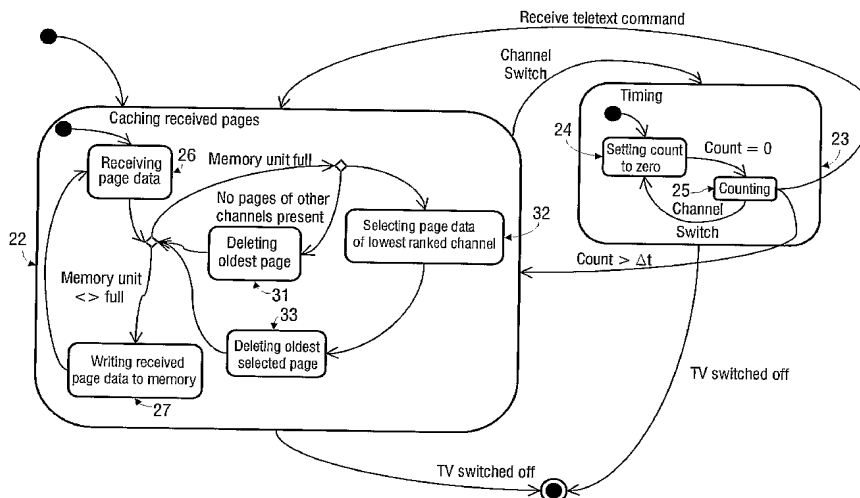 Receive teletext command
Channel
Switch
Timing
Caching received pages
24
Setting count
to zero
Count = 0
23
Receiving
page data
26
Memory unit full
25
Counting
Channel
Switch
No pages of other
channels present
Selecting page data
of lowest ranked channel
32
22
Deleting
oldest page
31
Memory unit
<> full
Count > Δt
33
Deleting oldest
selected page
Writing received
page data to memory
27
TV switched off
TV switched off